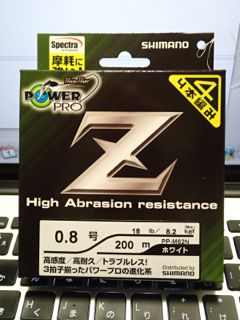 Spectra
摩耗に
SHIMANO
POWER
PRO
4本編み
Z
High Abrasion resistance
0.8 号
18 lb/ 8.2 kgf
200 m
PP-M62N
ホワイト
高感度/高耐久/トラブルレス!
3拍子揃ったパワープロの進化系
Distributed by
SHIMANO